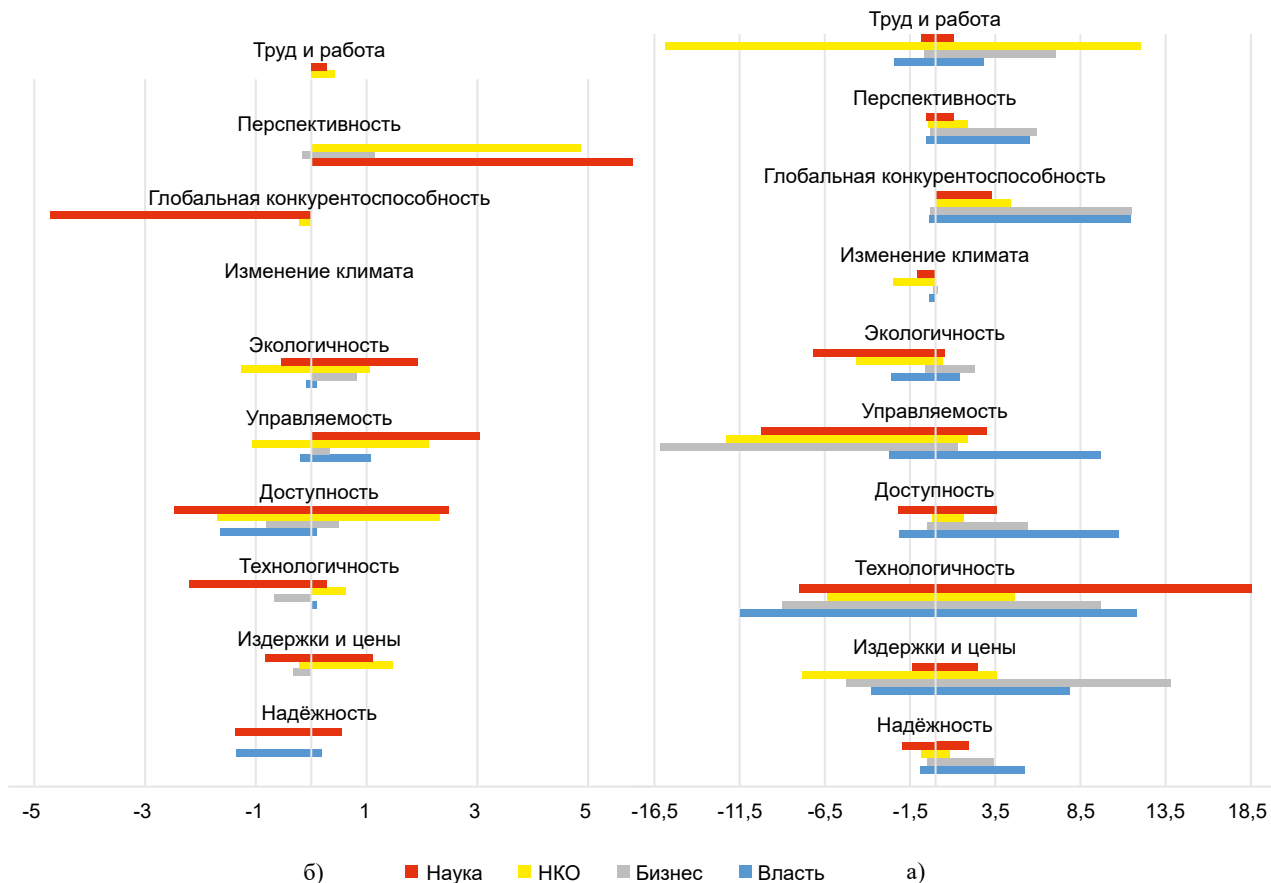 Труд и работа
Перспективность
Глобальная конкурентоспособность
Изменение климата
Экологичность
Управляемость
Доступность
Технологичность
Издержки и цены
Надёжность
-5 -3 -1 1 3 5
Труд и работа
Перспективность
Глобальная конкурентоспособность
Изменение климата
Экологичность
Управляемость
Доступность
Технологичность
Издержки и цены
Надёжность
-16,5 -11,5 -6,5 -1,5 3,5 8,5 13,5 18,5
б) Наука НКО Бизнес Власть а)